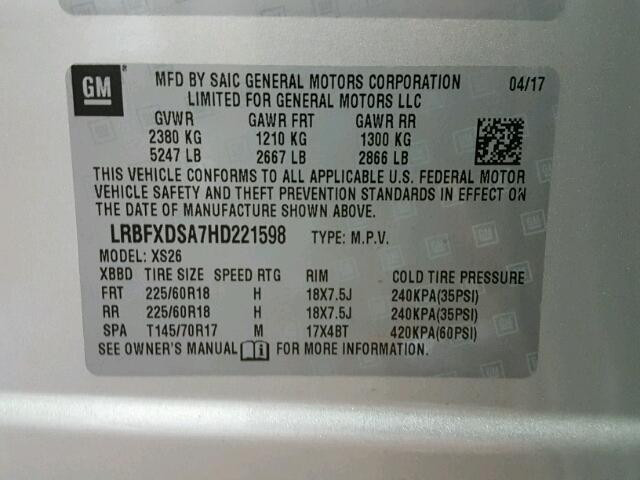 GM
MFD BY SAIC GENERAL MOTORS CORPORATION 04/17
LIMITED FOR GENERAL MOTORS LLC
GVWR GAWR FRT GAWR RR
2380 KG 1210 KG 1300 KG
5247 LB 2667 LB 2866 LB
THIS VEHICLE CONFORMS TO ALL APPLICABLE U.S. FEDERAL MOTOR
VEHICLE SAFETY AND THEFT PREVENTION STANDARDS IN EFFECT ON
THE DATE OF MANUFACTURE SHOWN ABOVE.
LRBFXDSA7HD221598 TYPE: M.P.V.
MODEL: XS26
XBBD TIRE SIZE SPEED RTG RIM COLD TIRE PRESSURE
FRT 225/60R18 H 18X7.5J 240KPA(35PSI)
RR 225/60R18 H 18X7.5J 240KPA(35PSI)
SPA T145/70R17 M 17X4BT 420KPA(60PSI)
SEE OWNER'S MANUAL FOR MORE INFORMATION.